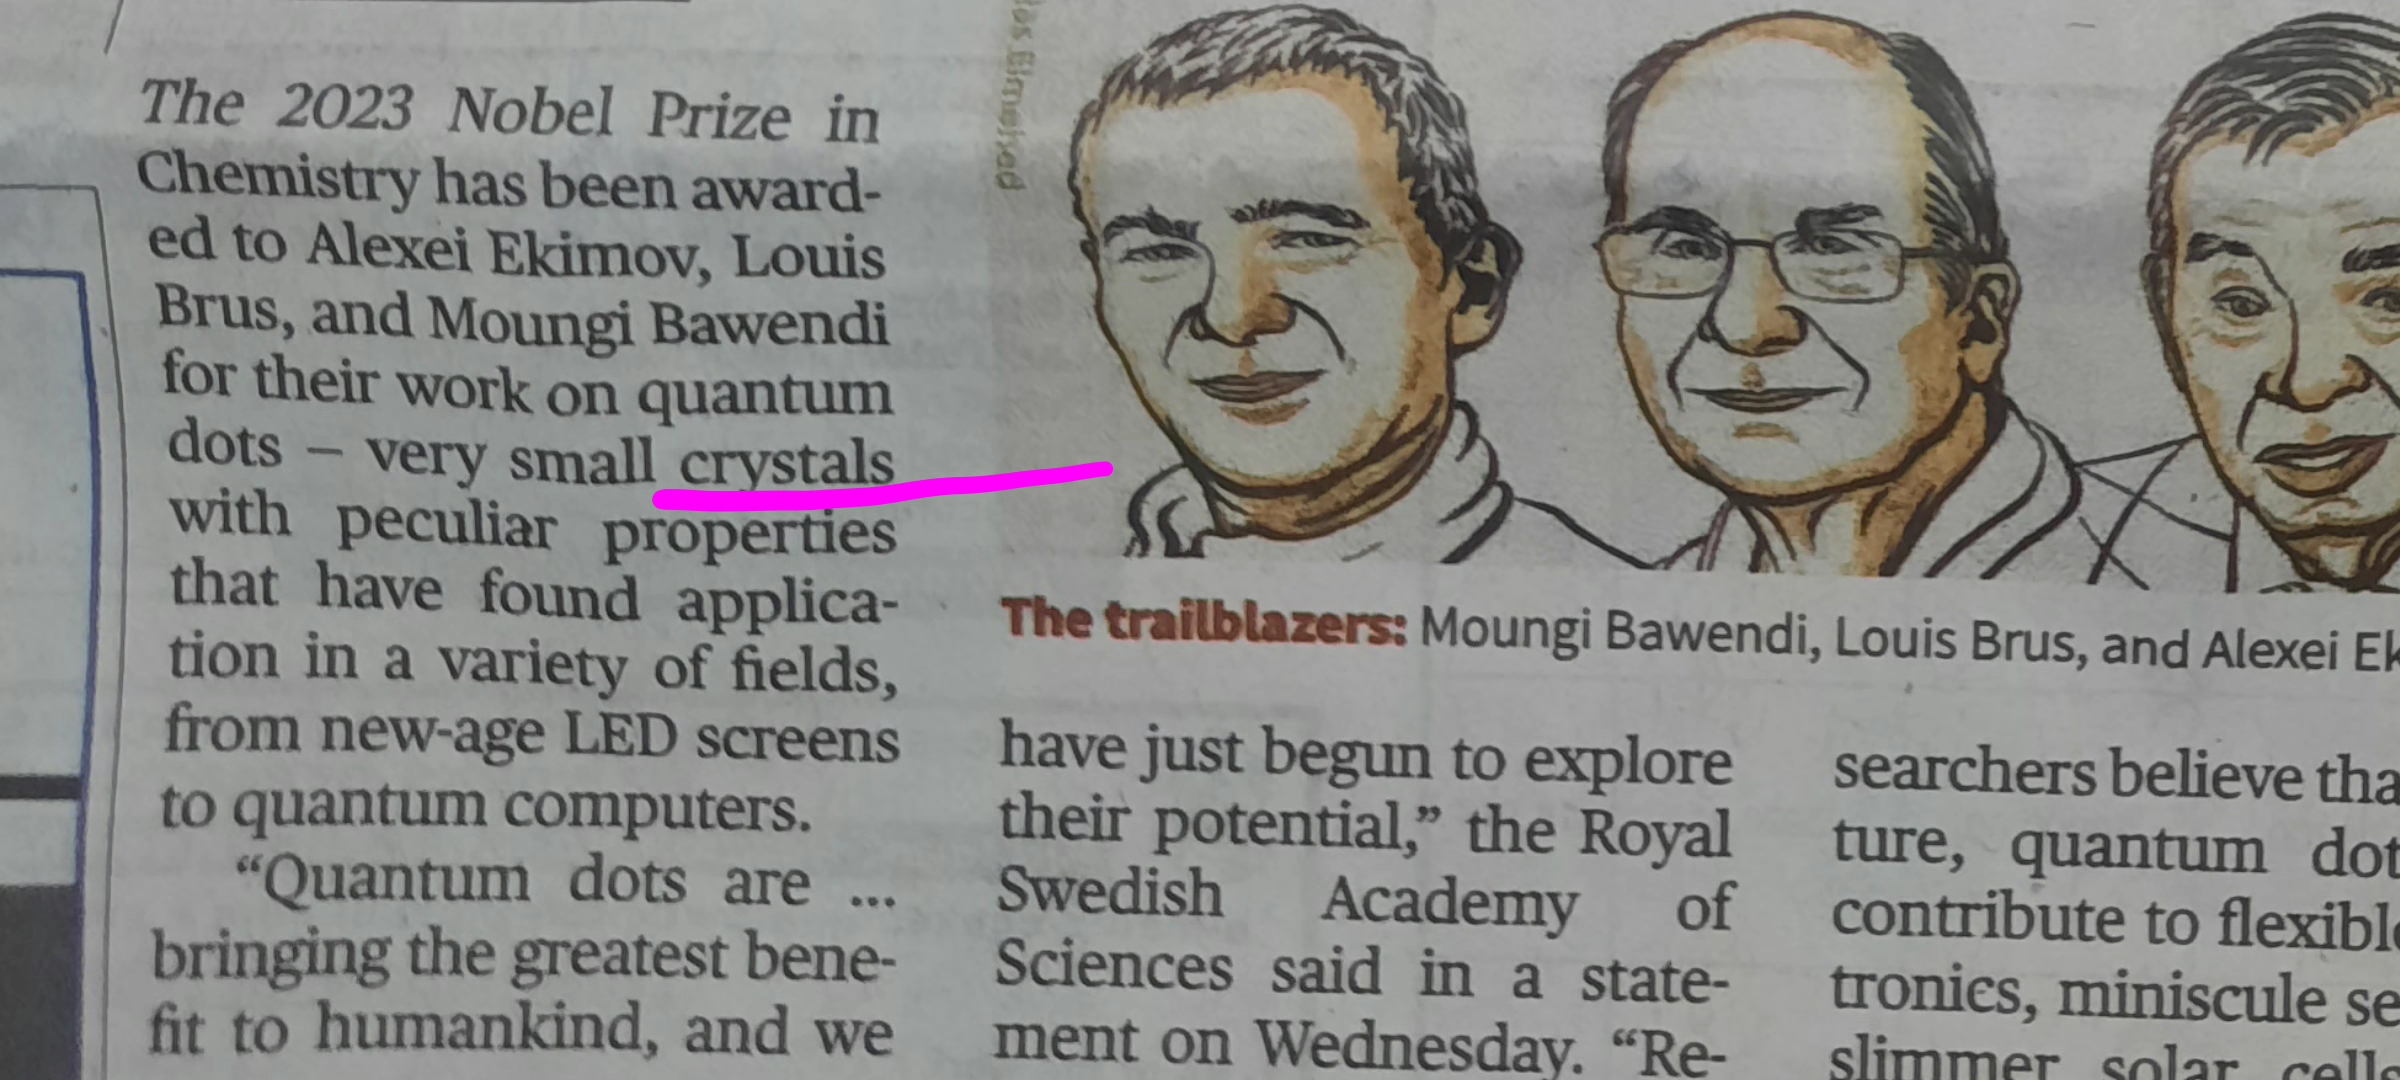 The 2023 Nobel Prize in
Chemistry has been award-
ed to Alexei Ekimov, Louis
Brus, and Moungi Bawendi
for their work on quantum
dots – very small crystals
with peculiar properties
that have found applica-
tion in a variety of fields,
from new-age LED screens
to quantum computers.
“Quantum dots are ...
bringing the greatest bene-
fit to humankind, and we
The trailblazers: Moungi Bawendi, Louis Brus, and Alexei Ek
have just begun to explore
their potential,” the Royal
Swedish Academy of
Sciences said in a state-
ment on Wednesday. “Re-
searchers believe tha
ture, quantum dot
contribute to flexible
tronics, miniscule se
slimmer solar cells